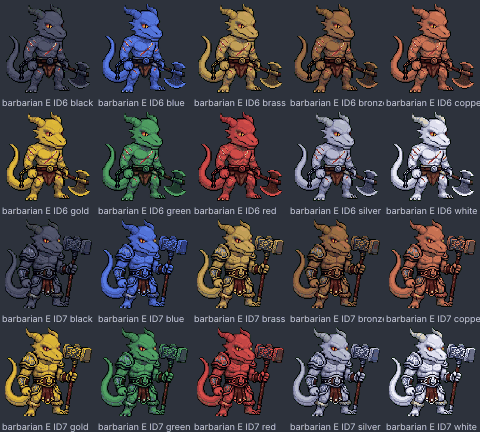 barbarian E ID6 black barbarian E ID6 blue barbarian E ID6 brass barbarian E ID6 bronz barbarian E ID6 coppe
barbarian E ID6 gold barbarian E ID6 green barbarian E ID6 red barbarian E ID6 silver barbarian E ID6 white
barbarian E ID7 black barbarian E ID7 blue barbarian E ID7 brass barbarian E ID7 bronz barbarian E ID7 coppe
barbarian E ID7 gold barbarian E ID7 green barbarian E ID7 red barbarian E ID7 silver barbarian E ID7 white